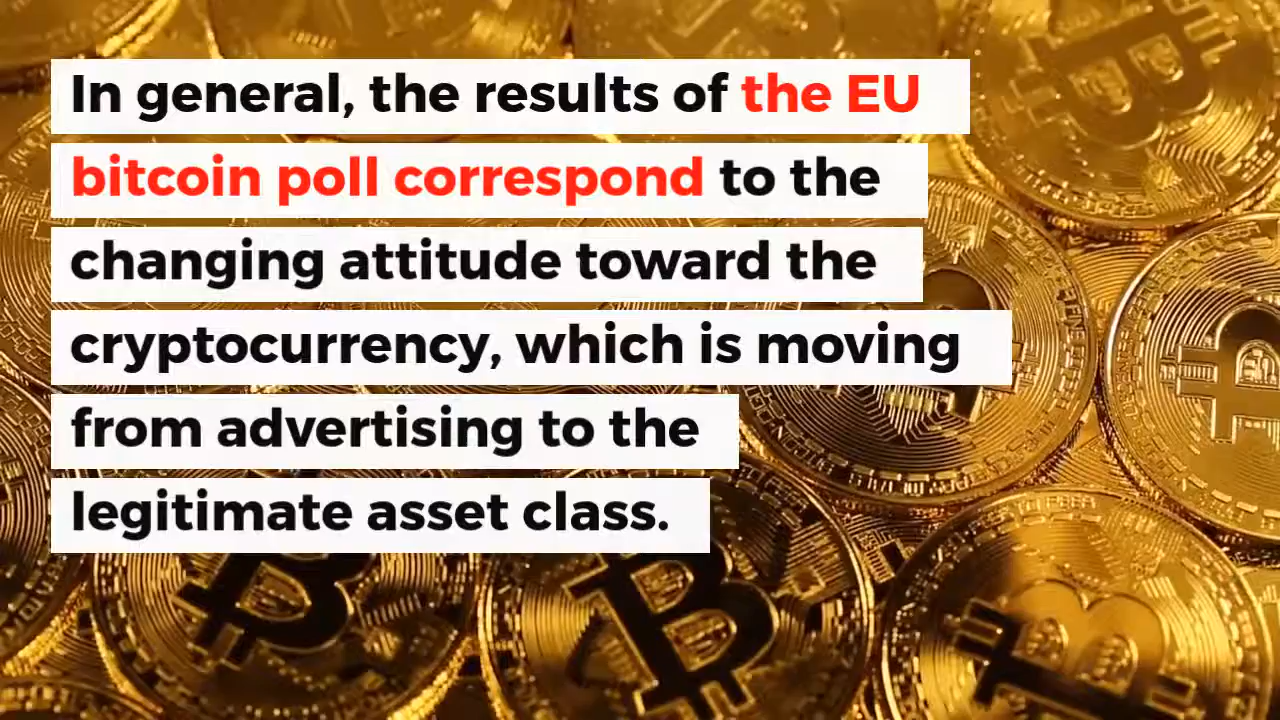 In general, the results of the EU
bitcoin poll correspond to the
changing attitude toward the
cryptocurrency, which is moving
from advertising to the
legitimate asset class.